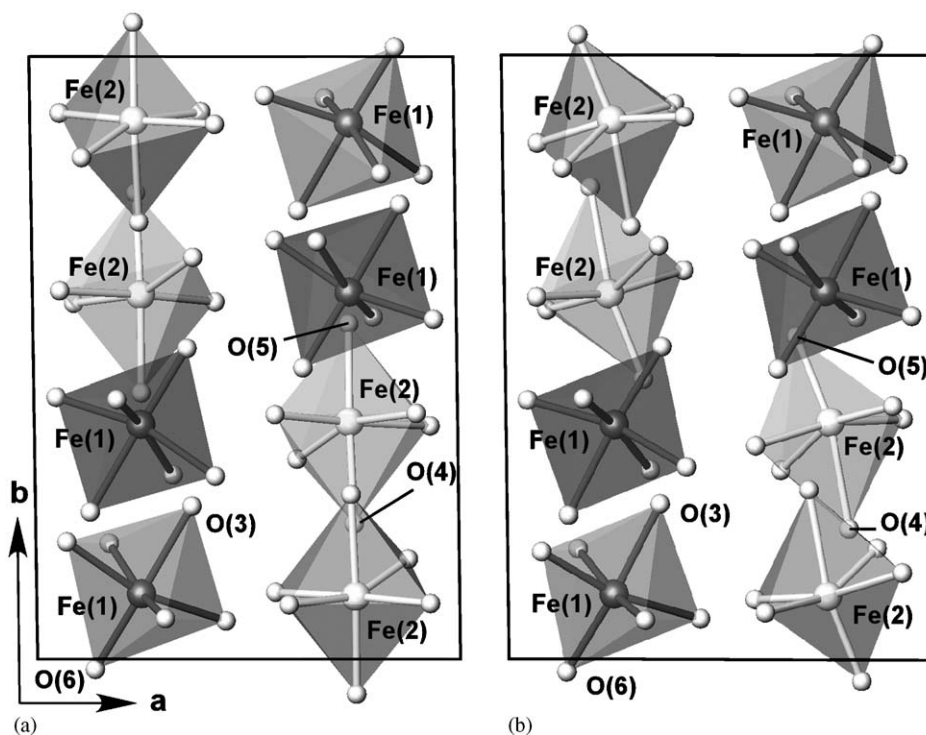 Fe(2)
Fe(1)
Fe(2)
Fe(1)
O(5)
Fe(2)
Fe(1)
O(4)
b
O(3)
Fe(1)
Fe(2)
O(6)
a
(a)
Fe(2)
Fe(1)
Fe(2)
Fe(1)
O(5)
Fe(1)
Fe(2)
O(3)
O(4)
Fe(1)
Fe(2)
O(6)
(b)